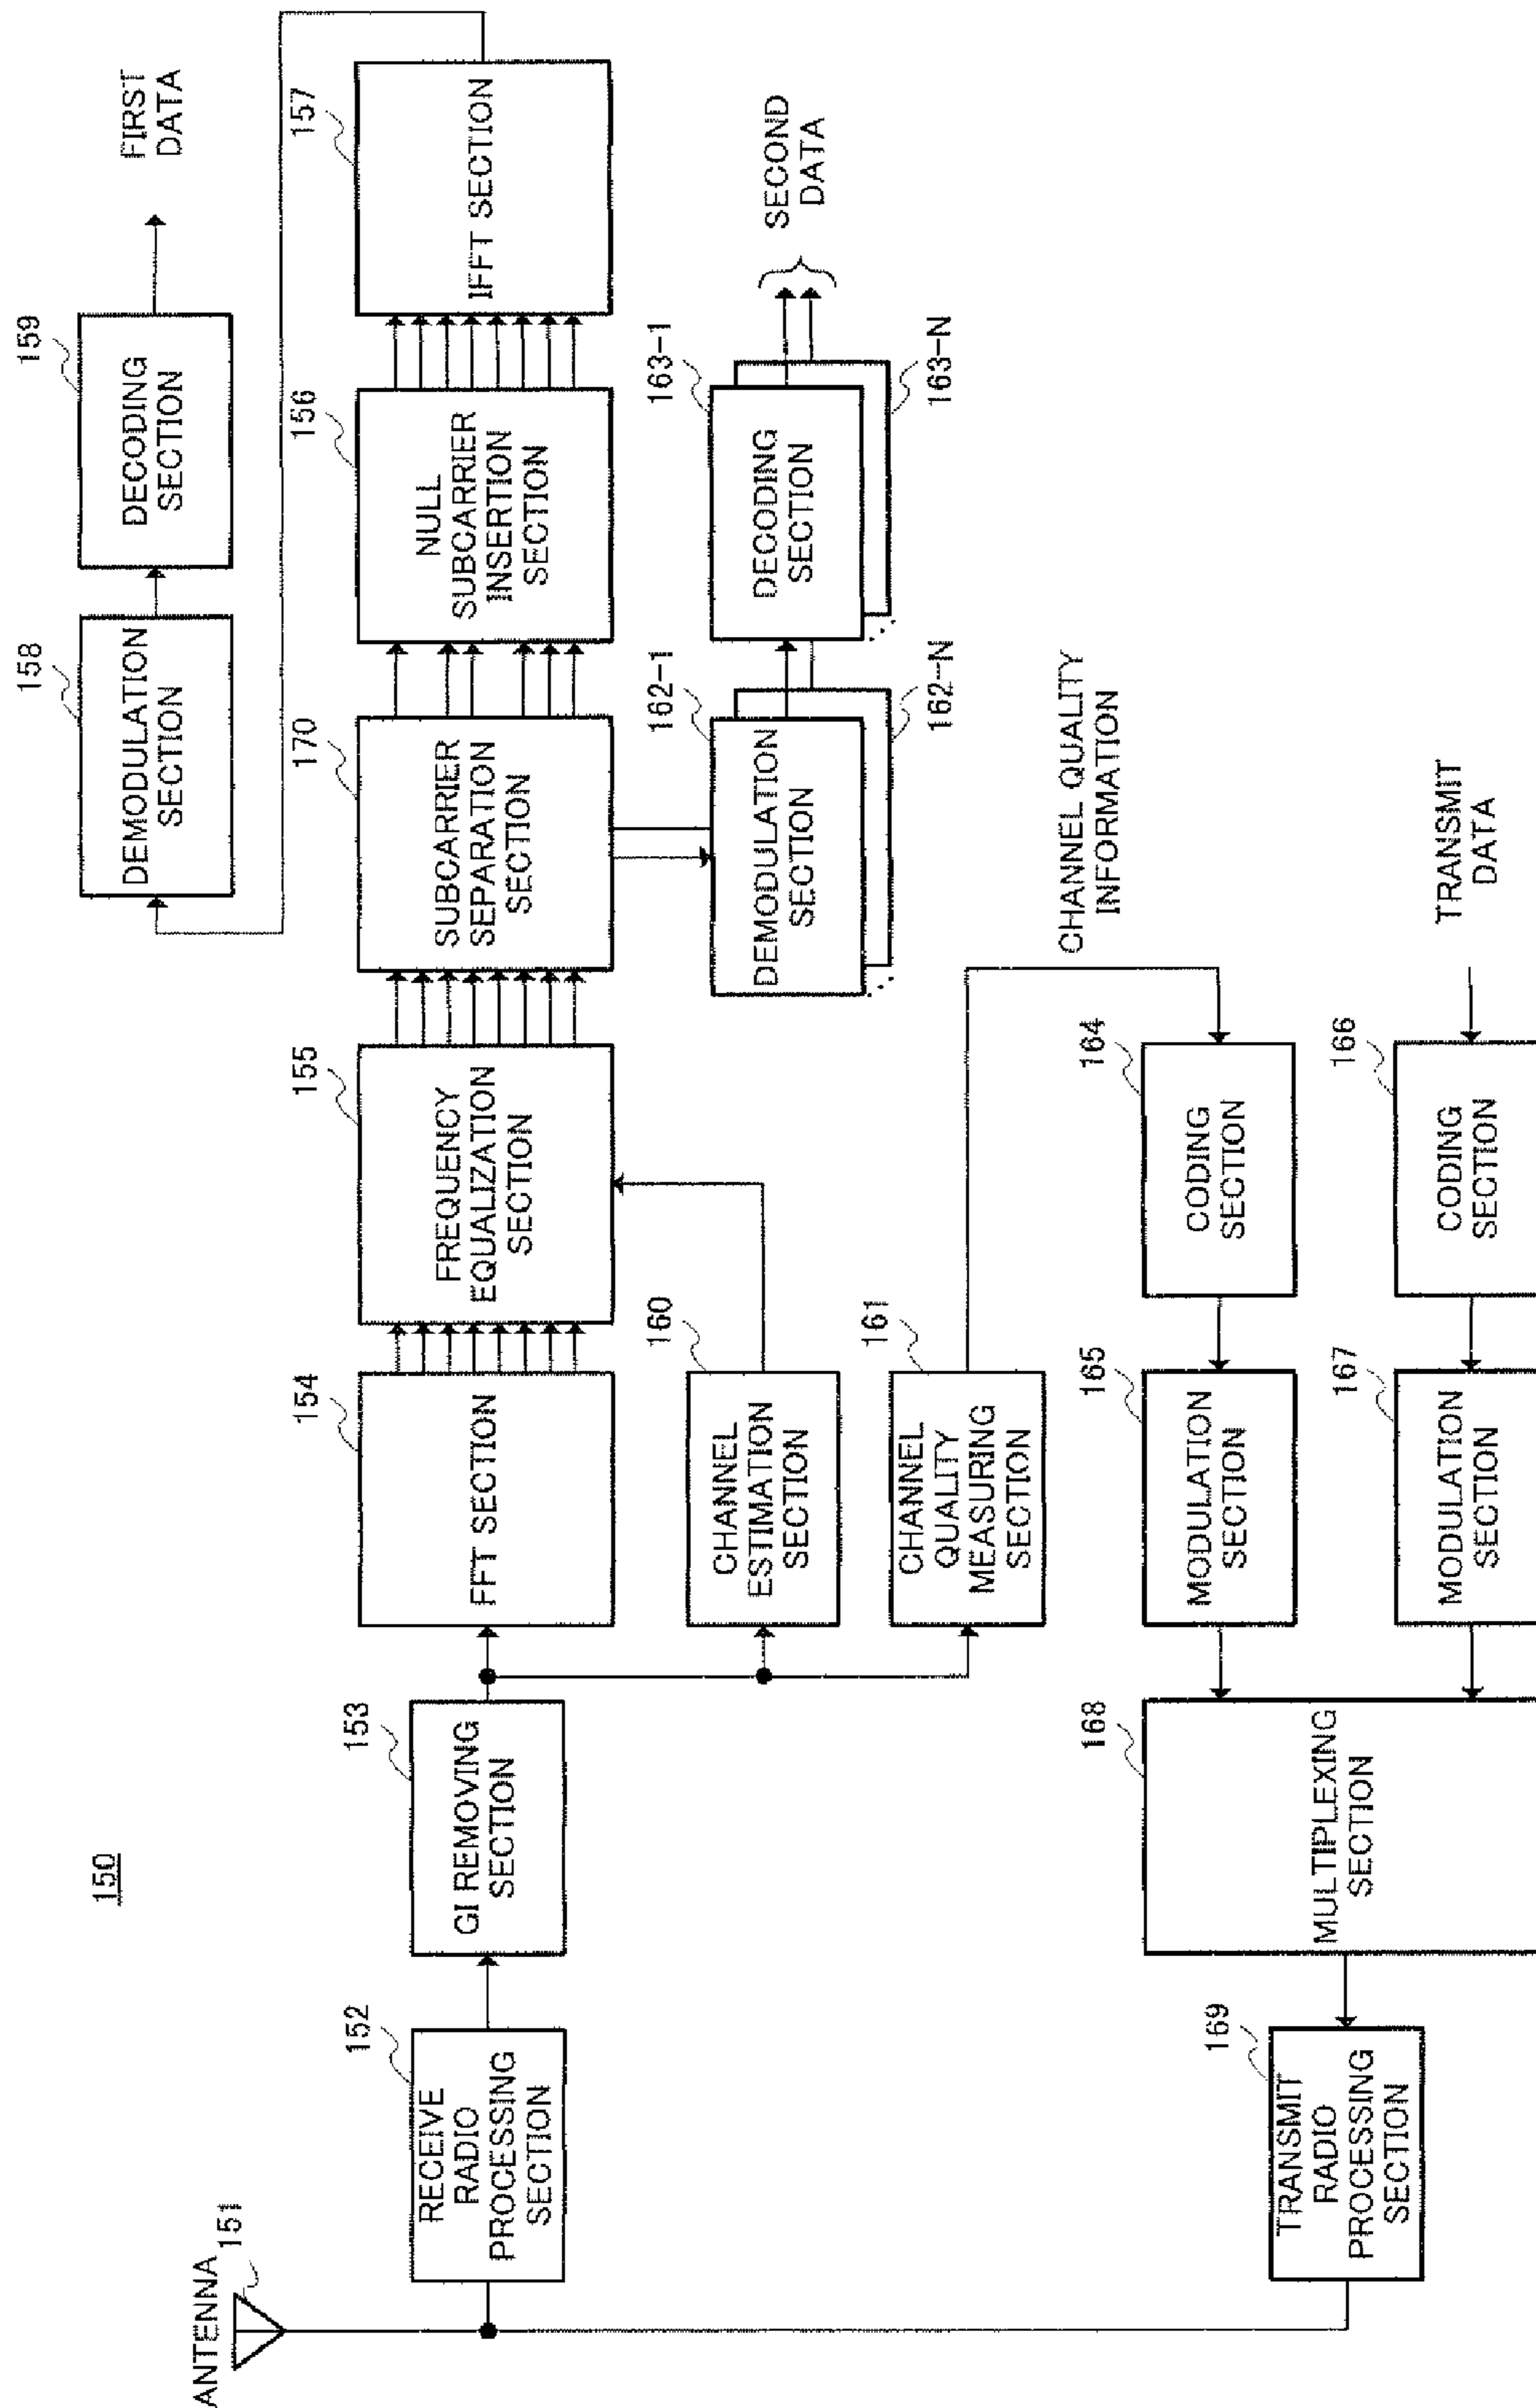 150
ANTENNA
151
152
RECEIVE
RADIO
PROCESSING
SECTION
153
GI REMOVING
SECTION
154
FFT SECTION
155
FREQUENCY
EQUALIZATION
SECTION
170
SUBCARRIER
SEPARATION
SECTION
156
NULL
SUBCARRIER
INSERTION
SECTION
157
IFFT SECTION
158
DEMODULATION
SECTION
159
DECODING
SECTION
FIRST
DATA
160
CHANNEL
ESTIMATION
SECTION
161
CHANNEL
QUALITY
MEASURING
SECTION
162-1
DEMODULATION
SECTION
162-N
163-1
DECODING
SECTION
163-N
SECOND
DATA
CHANNEL QUALITY
INFORMATION
164
CODING
SECTION
165
MODULATION
SECTION
166
CODING
SECTION
167
MODULATION
SECTION
TRANSMIT
DATA
168
MULTIPLEXING
SECTION
169
TRANSMIT
RADIO
PROCESSING
SECTION